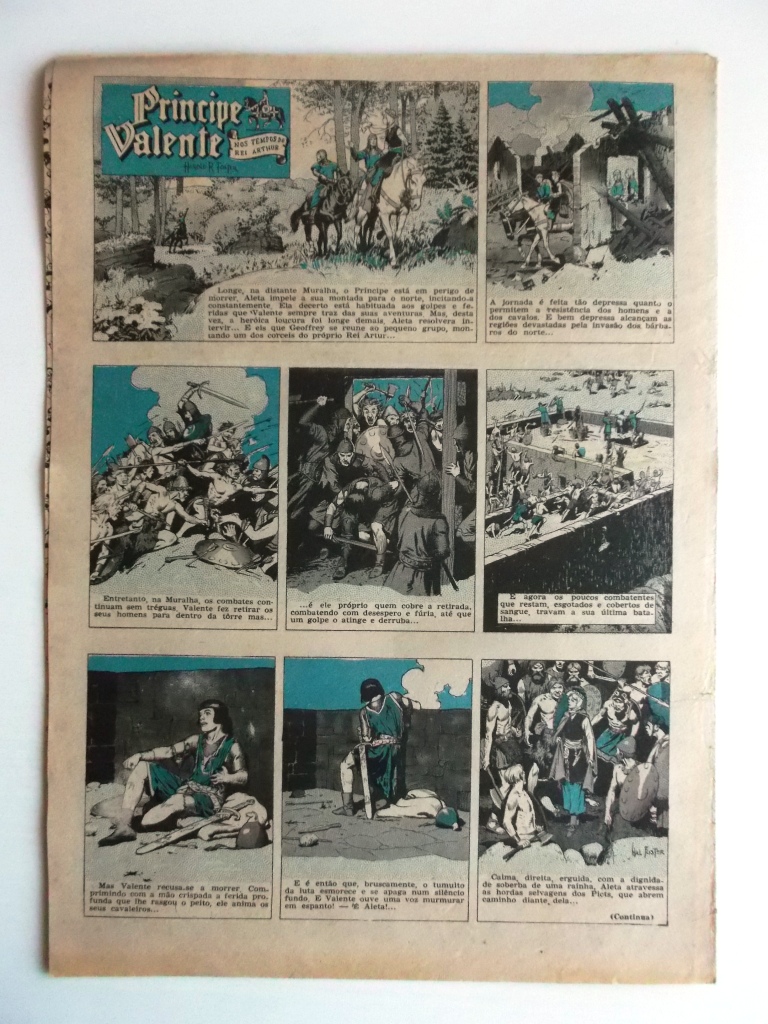 Príncipe
Valente
NOS TEMPOS DO
REI ARTHUR
HAROLD R FOSTER
Longe, na distante Muralha, o Príncipe está em perigo de
morrer. Aleta impele a sua montada para o norte, incitando-a
constantemente. Ela decerto está habituada aos golpes e fe-
ridas que Valente sempre traz das suas aventuras. Mas, desta
vez, a heróica loucura foi longe demais. Aleta resolvera in-
tervir... E eis que Geoffrey se reune ao pequeno grupo, mon-
tando um dos corceis do próprio Rei Artur...
A jornada é feita tão depressa quanto o
permitem a resistência dos homens e a
dos cavalos. E bem depressa alcançam as
regiões devastadas pela invasão dos bárba-
ros do norte...
Entretanto, na Muralha, os combates con-
tinuam sem tréguas. Valente fez retirar os
seus homens para dentro da tôrre mas...
...é ele próprio quem cobre a retirada,
combatendo com desespero e fúria, até que
um golpe o atinge e derruba...
E agora os poucos combatentes
que restam, esgotados e cobertos de
sangue, travam a sua última bata-
lha...
Mas Valente recusa-se a morrer. Com-
primindo com a mão crispada a ferida pro-
funda que lhe rasgou o peito, ele anima os
seus cavaleiros...
E é então que, bruscamente, o tumulto
da luta esmorece e se apaga num silêncio
fundo. E Valente ouve uma voz murmurar
em espanto! — É Aleta!...
HAL FOSTER
Calma, direita, erguida, com a dignida-
de soberba de uma rainha, Aleta atravessa
as hordas selvagens dos Picts, que abrem
caminho diante dela...
(Continua)